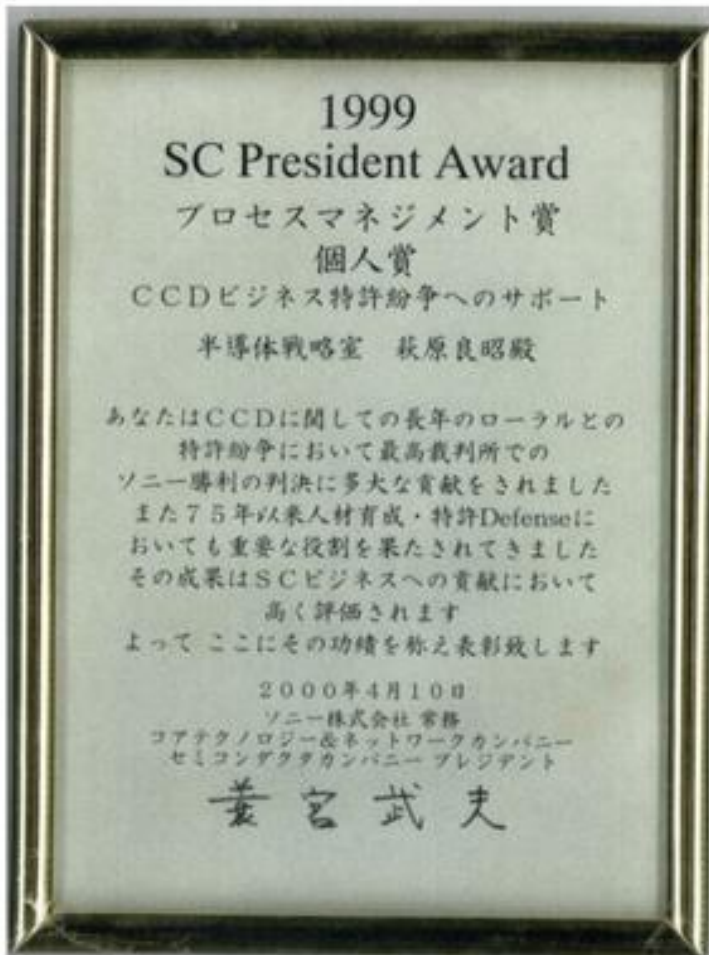 1999
SC President Award
プロセスマネジメント賞
個人賞
CCDビジネス特許紛争へのサポート
半導体戦略室　萩原良昭殿
あなたはCCDに関しての長年のローラルとの
特許紛争において最高裁判所での
ソニー勝利の判決に多大な貢献をされました
また75年以来人材育成・特許Defenseに
おいても重要な役割を果たされてきました
その成果はSCビジネスへの貢献において
高く評価されます
よって ここにその功績を称え表彰致します
2000年4月10日
ソニー株式会社 常務
コアテクノロジー&ネットワークカンパニー
セミコンダクタカンパニー プレジデント
蓑宮武夫